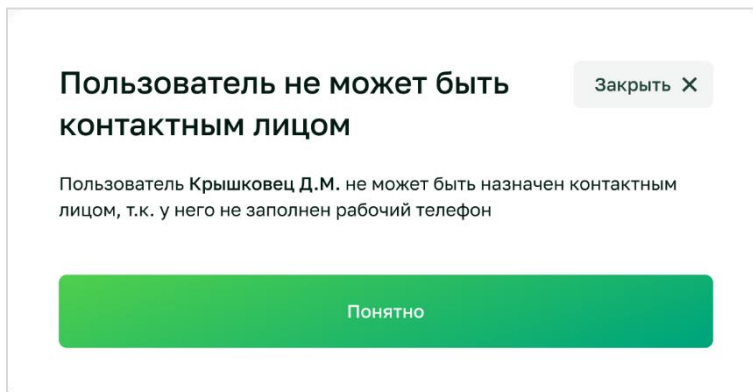 Пользователь не может быть
контактным лицом
Закрыть
Пользователь Крышковец Д.М. не может быть назначен контактным
лицом, т.к. у него не заполнен рабочий телефон
Понятно